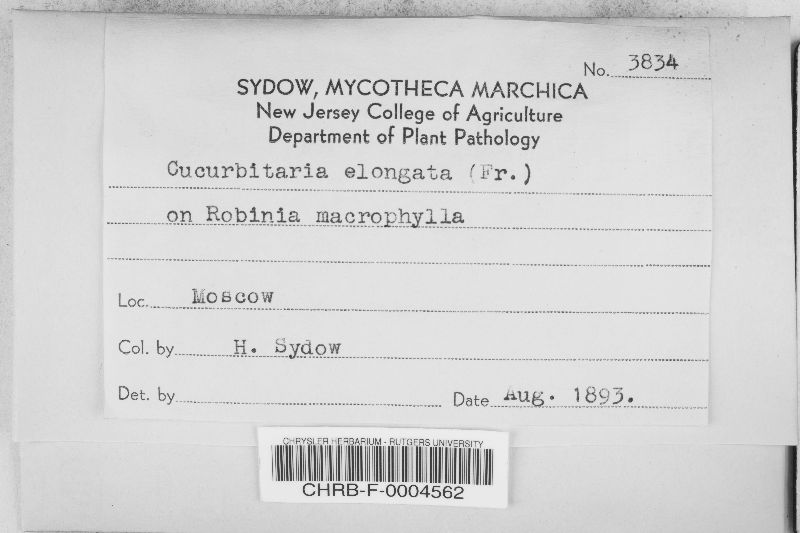 No. 3834
SYDOW, MYCOTHECA MARCHICA
New Jersey College of Agriculture
Department of Plant Pathology
Cucurbitaria elongata (Fr.)
on Robinia macrophylla
Loc. Moscow
Col. by H. Sydow
Det. by
Date Aug. 1893.
CHRYSLER HERBARIUM - RUTGERS UNIVERSITY
CHRB-F-0004562